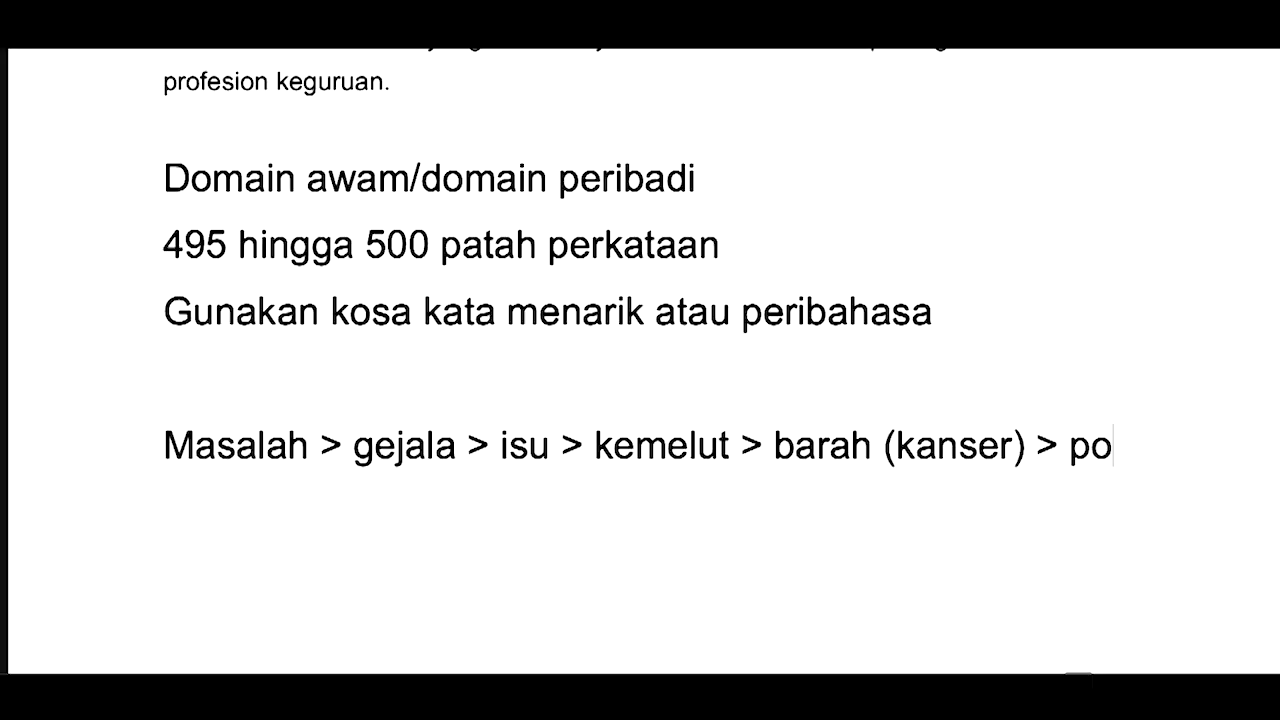 profesion keguruan.
Domain awam/domain peribadi
495 hingga 500 patah perkataan
Gunakan kosa kata menarik atau peribahasa
Masalah > gejala > isu > kemelut > barah (kanser) > po